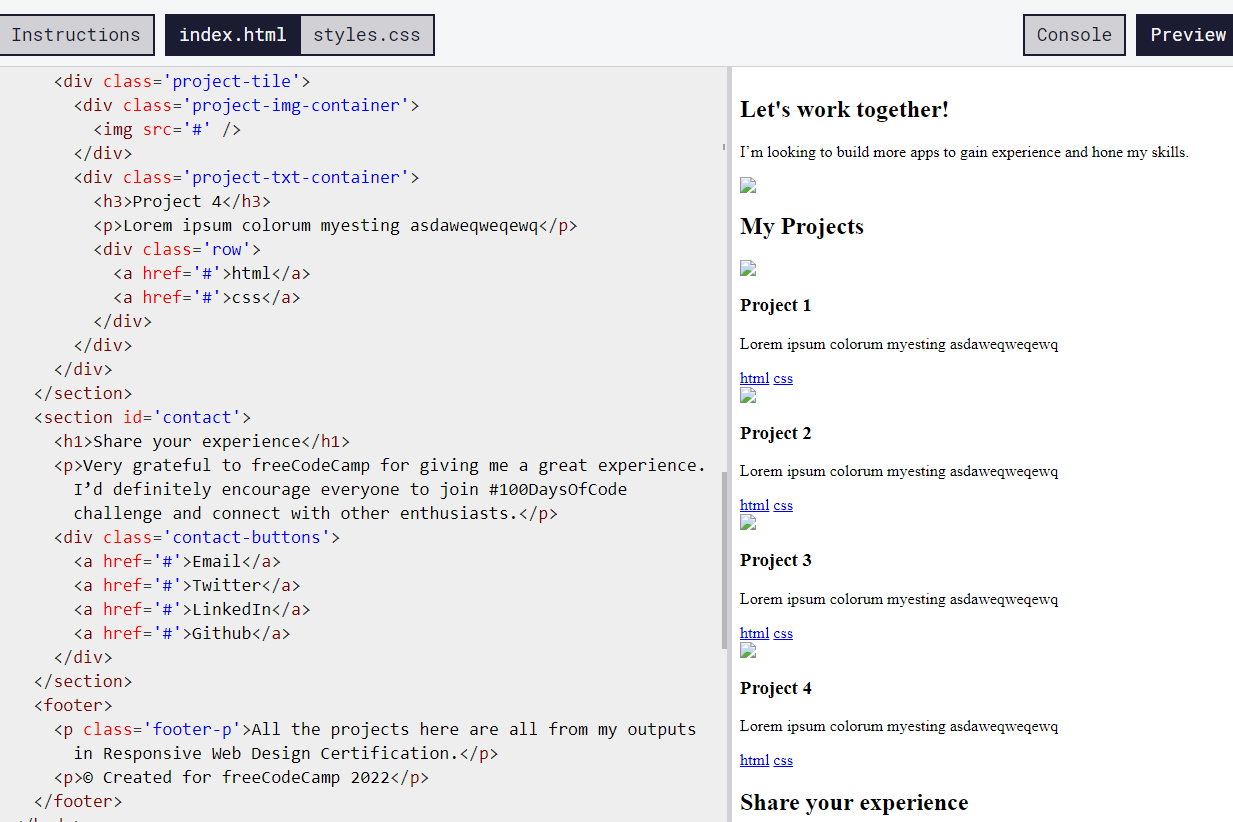 Instructions index.html styles.css Console Preview
<div class='project-tile'>
<div class='project-img-container'>
<img src='#' />
</div>
<div class='project-txt-container'>
<h3>Project 4</h3>
<p>Lorem ipsum colorum myesting asdaweqweqewq</p>
<div class='row'>
<a href='#'>html</a>
<a href='#'>css</a>
</div>
</div>
</div>
</section>
<section id='contact'>
<h1>Share your experience</h1>
<p>Very grateful to freeCodeCamp for giving me a great experience.
I’d definitely encourage everyone to join #100DaysOfCode
challenge and connect with other enthusiasts.</p>
<div class='contact-buttons'>
<a href='#'>Email</a>
<a href='#'>Twitter</a>
<a href='#'>LinkedIn</a>
<a href='#'>Github</a>
</div>
</section>
<footer>
<p class='footer-p'>All the projects here are all from my outputs
in Responsive Web Design Certification.</p>
<p>© Created for freeCodeCamp 2022</p>
</footer>
Let's work together!
I’m looking to build more apps to gain experience and hone my skills.
My Projects
Project 1
Lorem ipsum colorum myesting asdaweqweqewq
html css
Project 2
Lorem ipsum colorum myesting asdaweqweqewq
html css
Project 3
Lorem ipsum colorum myesting asdaweqweqewq
html css
Project 4
Lorem ipsum colorum myesting asdaweqweqewq
html css
Share your experience